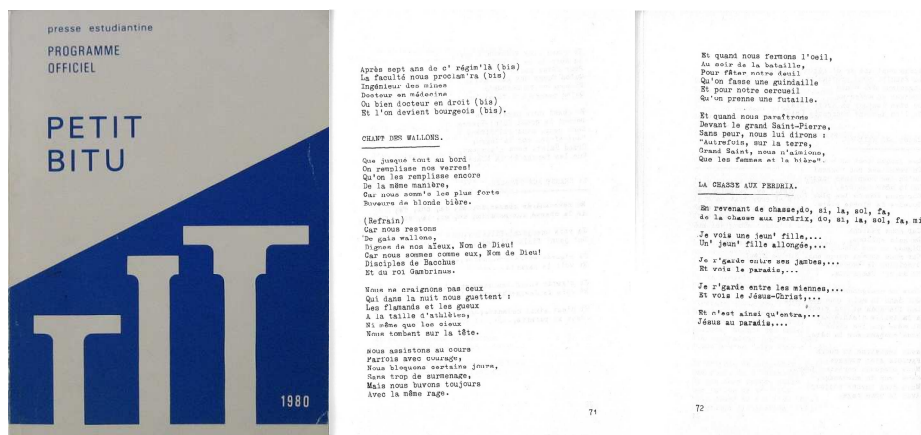 presse estudiantine
PROGRAMME
OFFICIEL
PETIT
BITU
1980
Après sept ans de c' régim'là (bis)
La faculté nous proclam'ra (bis)
Ingénieur des mines
Docteur en médecine
Ou bien docteur en droit (bis)
Et l'on devient bourgeois (bis).
CHANT DES WALLONS.
Que jusque tout au bord
On remplisse nos verres!
Qu'on les remplisse encore
De la même manière,
Car nous somm'e les plus forts
Buveurs de blonde bière.
(Refrain)
Car nous restons
De gais wallons,
Dignes de nos aïeux, Nom de Dieu!
Car nous sommes comme eux, Nom de Dieu!
Disciples de Bacchus
Et du roi Gambrinus.
Nous ne craignons pas ceux
Qui dans la nuit nous guettent :
Les flamands et les gueux
A la taille d'athlètes,
Ni même que les cieux
Nous tombent sur la tête.
Nous assistons au cours
Parfois avec courage,
Nous bloquons certains jours,
Sans trop de surmenage,
Mais nous buvons toujours
Avec la même rage.
71
Et quand nous fermons l'oeil,
Au soir de la bataille,
Pour fêter notre deuil
Qu'on fasse une guindaille
Et pour notre cercueil
Qu'on prenne une futaille.
Et quand nous paraîtrons
Devant le grand Saint-Pierre,
Sans peur, nous lui dirons :
"Autrefois, sur la terre,
Grand Saint, nous n'aimions,
Que les femmes et la bière".
LA CHASSE AUX PERDRIX.
En revenant de chasse,do, si, la, sol, fa,
de la chasse aux perdrix, do, si, la, sol, fa, mi
Je vois une jeun' fille,...
Un' jeun' fille allongée,...
Je r'garde entre ses jambes,...
Et vois le paradis,...
Je r'garde entre les miennes,...
Et vois le Jésus-Christ,...
Et c'est ainsi qu'entra,...
Jésus au paradis,...
72